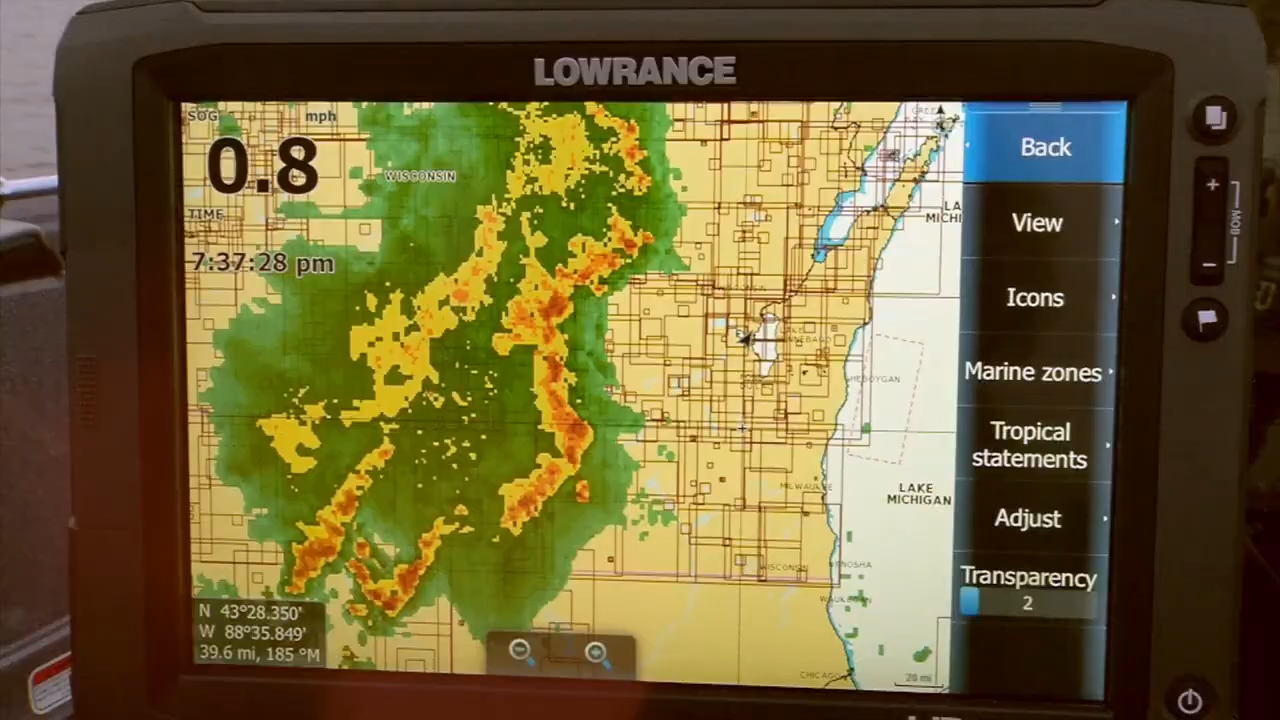 LOWRANCE
SOG mph
0.8
TIME
7:37:28 pm
WISCONSIN
LAKE
MICHIGAN
SHEBOYGAN
MILWAUKEE
WISCONSIN
KENOSHA
WAUKEGAN
CHICAGO
20 mi
N 43°28.350'
W 88°35.849'
39.6 mi, 185 °M
Back
View
Icons
Marine zones
Tropical
statements
Adjust
Transparency
2
MOB